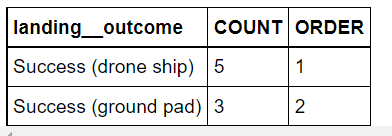 landing__outcome COUNT ORDER
Success (drone ship) 5 1
Success (ground pad) 3 2